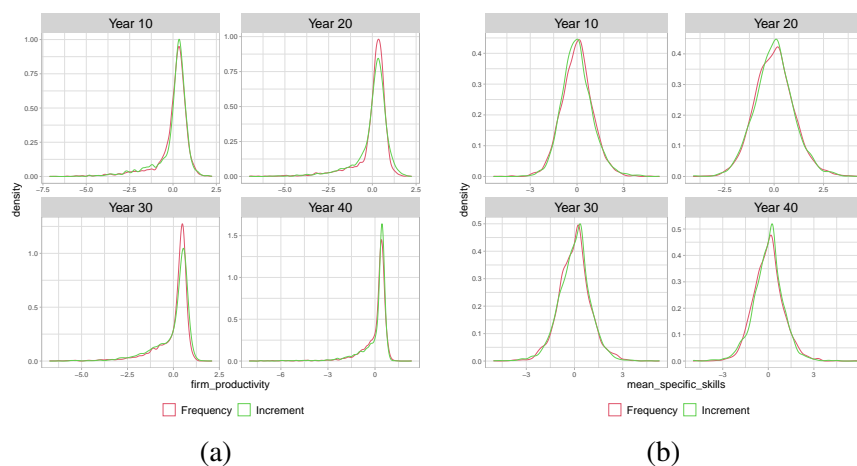 Year 10
Year 20
1.00
0.75
0.50
0.25
0.00
-7.5 -5.0 -2.5 0.0 2.5
1.00
0.75
0.50
0.25
0.00
-5.0 -2.5 0.0 2.5
Year 30
Year 40
1.0
0.5
0.0
-5.0 -2.5 0.0
1.5
1.0
0.5
0.0
-6 -3 0
density
firm_productivity
Frequency Increment
(a)
Year 10
Year 20
0.4
0.3
0.2
0.1
0.0
-3 0 3
0.4
0.3
0.2
0.1
0.0
-2.5 0.0 2.5
Year 30
Year 40
0.5
0.4
0.3
0.2
0.1
0.0
-3 0 3
0.5
0.4
0.3
0.2
0.1
0.0
-3 0 3
density
mean_specific_skills
Frequency Increment
(b)